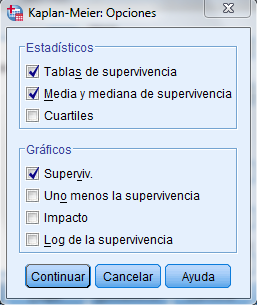 Kaplan-Meier: Opciones
Estadísticos
Tablas de supervivencia
Media y mediana de supervivencia
Cuartiles
Gráficos
Superviv.
Uno menos la supervivencia
Impacto
Log de la supervivencia
Continuar Cancelar Ayuda